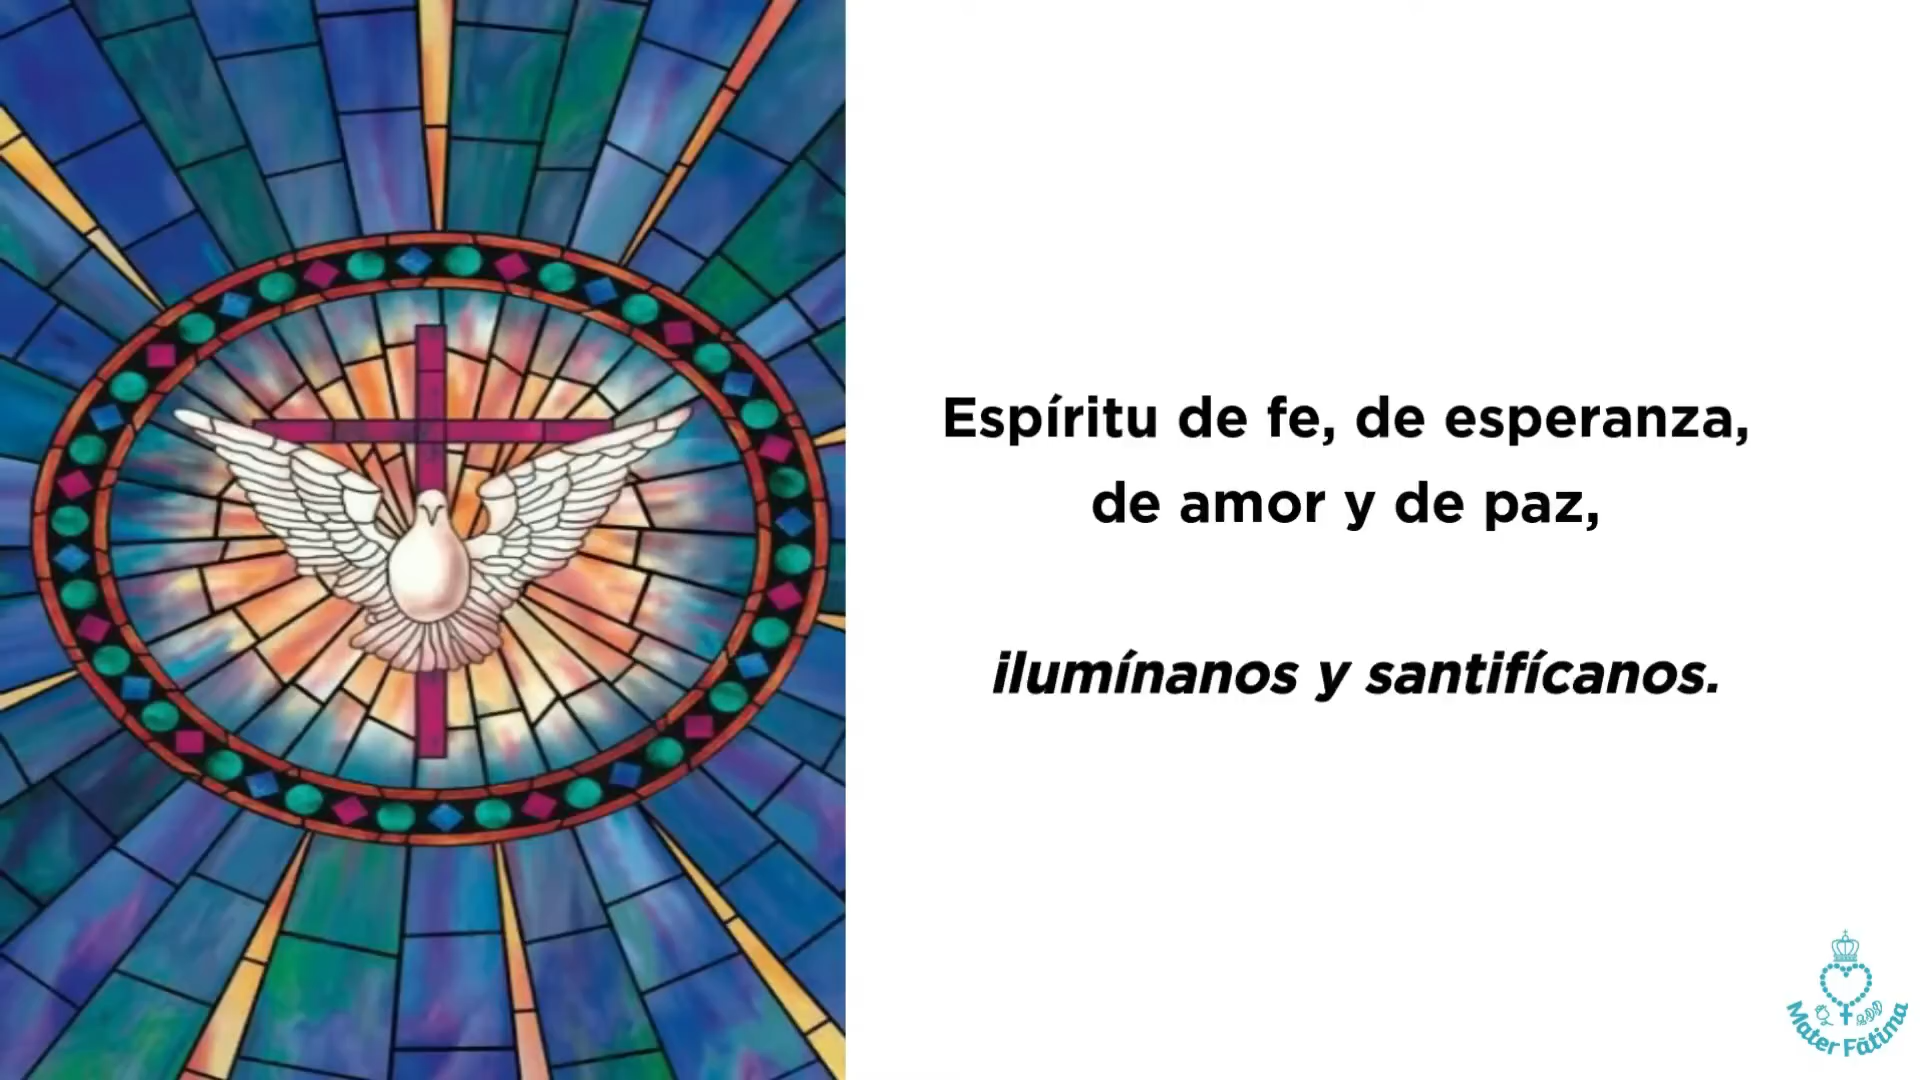 Espíritu de fe, de esperanza,
de amor y de paz,
ilumínanos y santifícanos.
Mater Fátima